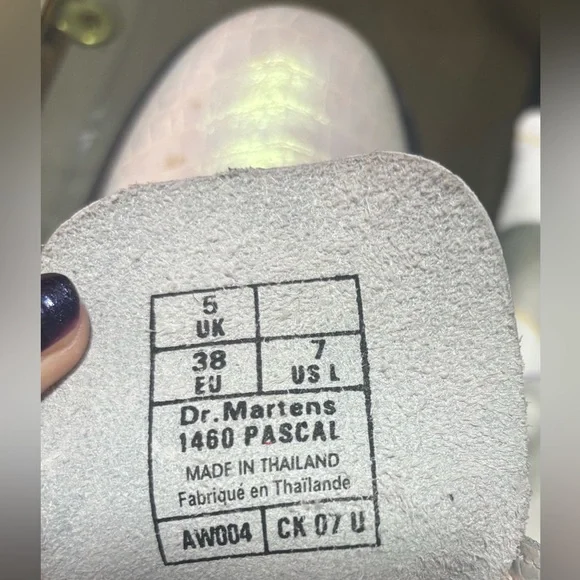 5
UK
38 7
EU US L
Dr.Martens
1460 PASCAL
MADE IN THAILAND
Fabriqué en Thaïlande
AW004 CK 07 U